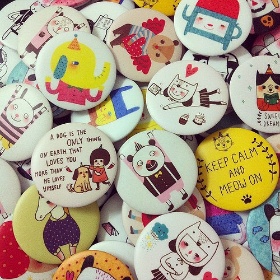 A DOG IS THE
ONLY THING
ON EARTH THAT
LOVES YOU
MORE THAN
HE LOVES
HIMSELF
KEEP CALM
AND
MEOW ON